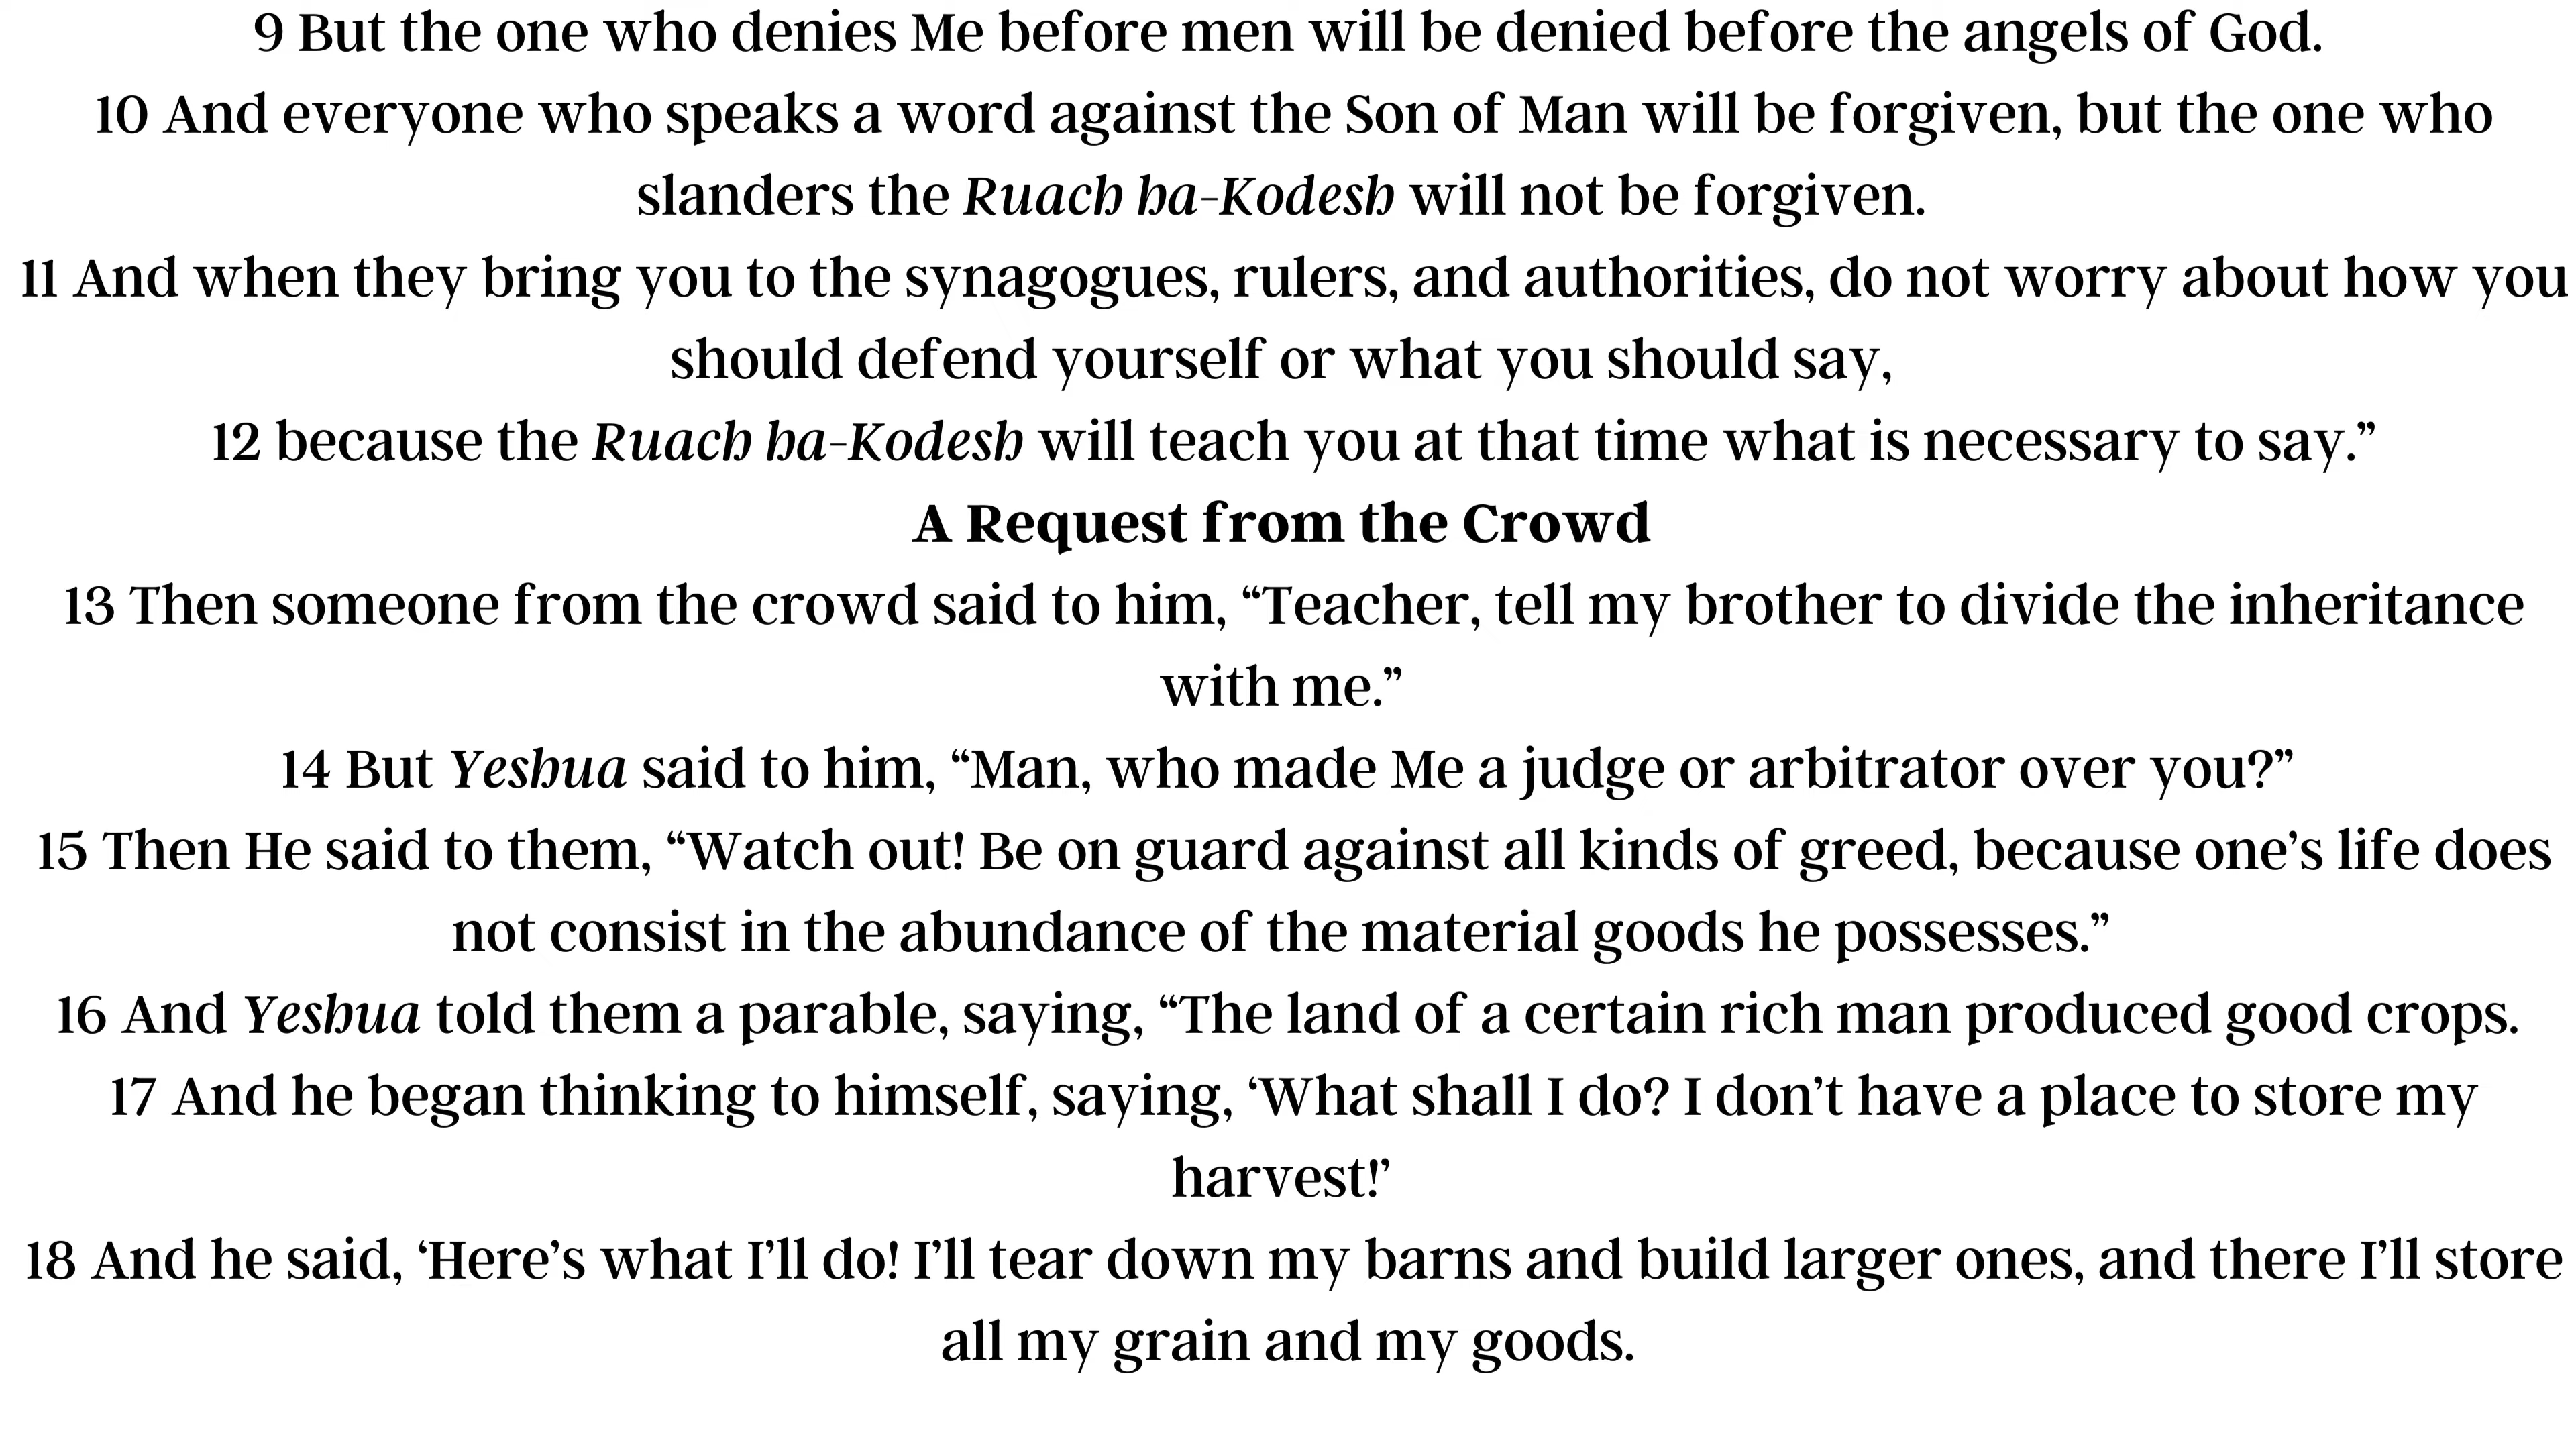 9 But the one who denies Me before men will be denied before the angels of God.
10 And everyone who speaks a word against the Son of Man will be forgiven, but the one who
slanders the Ruach ha-Kodesh will not be forgiven.
11 And when they bring you to the synagogues, rulers, and authorities, do not worry about how you
should defend yourself or what you should say,
12 because the Ruach ha-Kodesh will teach you at that time what is necessary to say.”
A Request from the Crowd
13 Then someone from the crowd said to him, “Teacher, tell my brother to divide the inheritance
with me.”
14 But Yeshua said to him, “Man, who made Me a judge or arbitrator over you?”
15 Then He said to them, “Watch out! Be on guard against all kinds of greed, because one’s life does
not consist in the abundance of the material goods he possesses.”
16 And Yeshua told them a parable, saying, “The land of a certain rich man produced good crops.
17 And he began thinking to himself, saying, ‘What shall I do? I don’t have a place to store my
harvest!’
18 And he said, ‘Here’s what I’ll do! I’ll tear down my barns and build larger ones, and there I’ll store
all my grain and my goods.